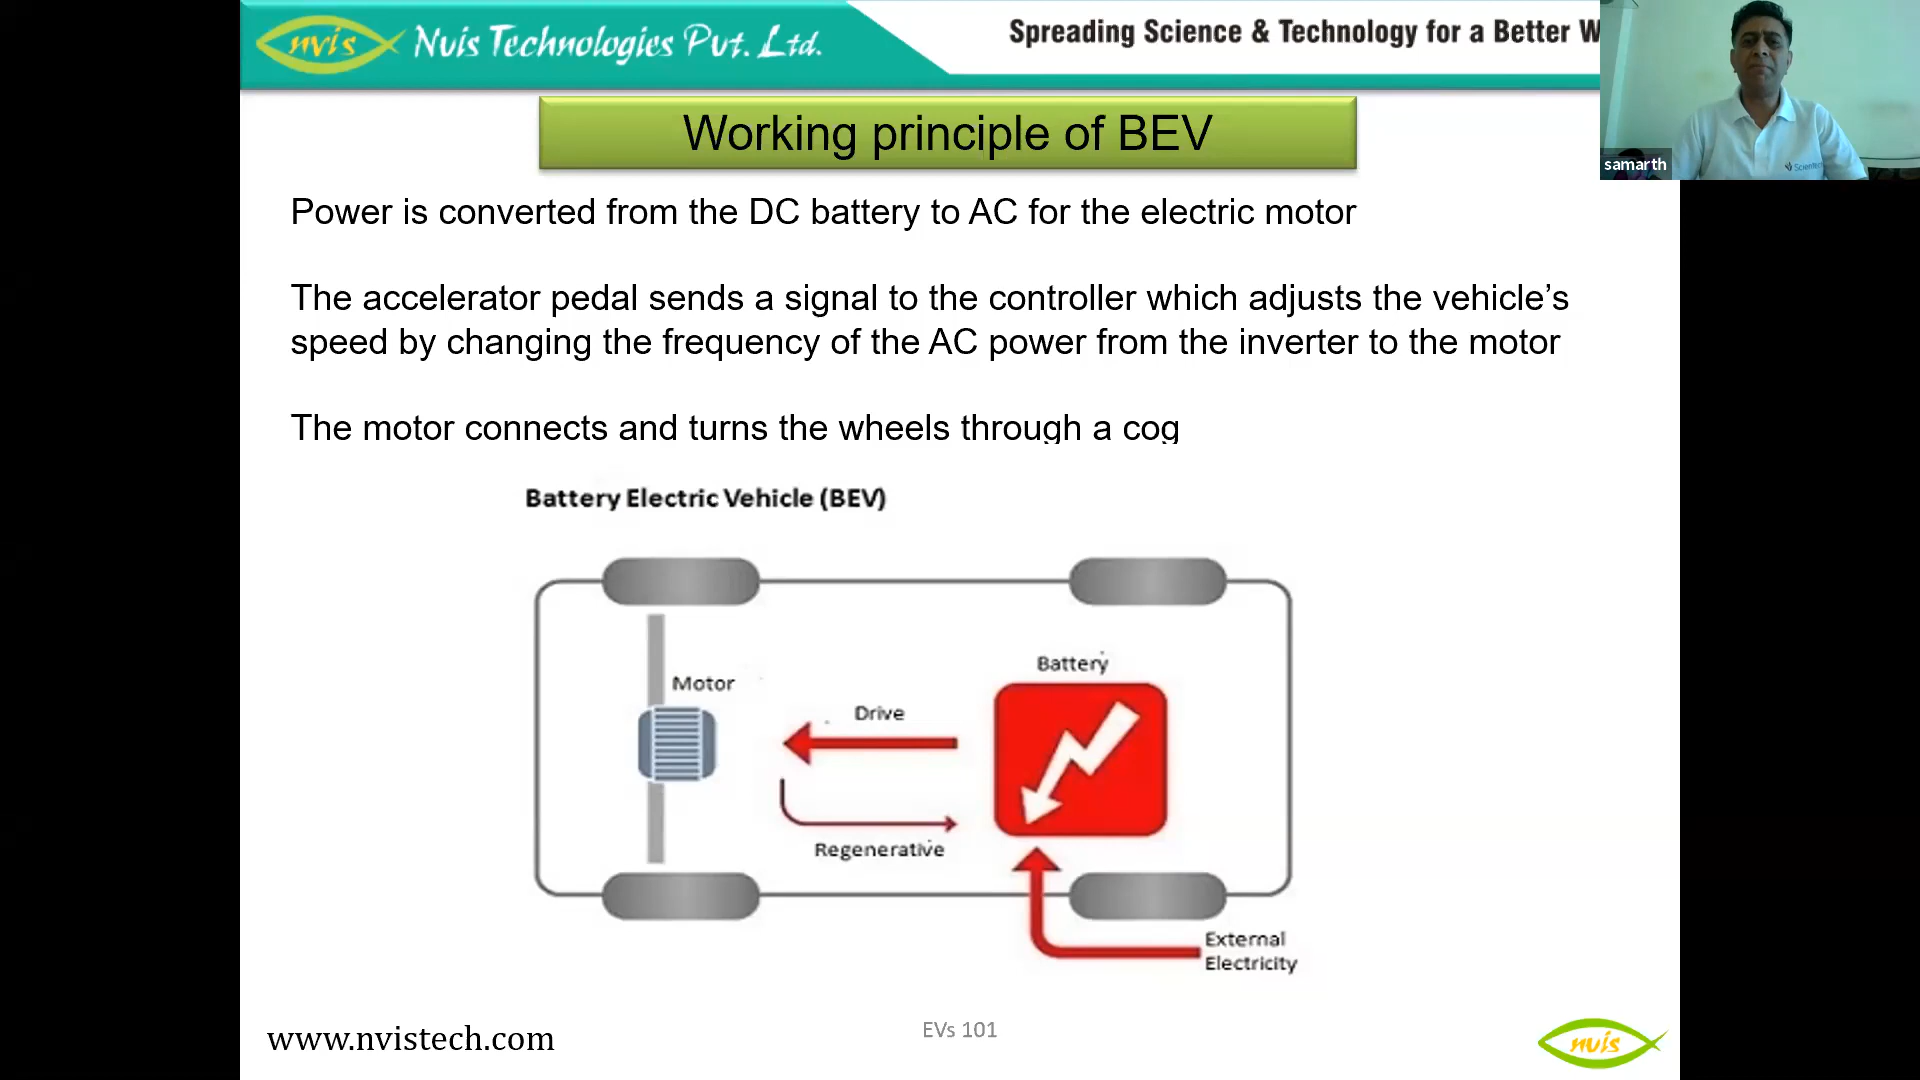 nvis Nvis Technologies Pvt. Ltd.
Spreading Science & Technology for a Better W
samarth
Working principle of BEV
Power is converted from the DC battery to AC for the electric motor
The accelerator pedal sends a signal to the controller which adjusts the vehicle’s
speed by changing the frequency of the AC power from the inverter to the motor
The motor connects and turns the wheels through a cog
Battery Electric Vehicle (BEV)
Motor
Battery
Drive
Regenerative
External
Electricity
www.nvistech.com
EVs 101
nvis